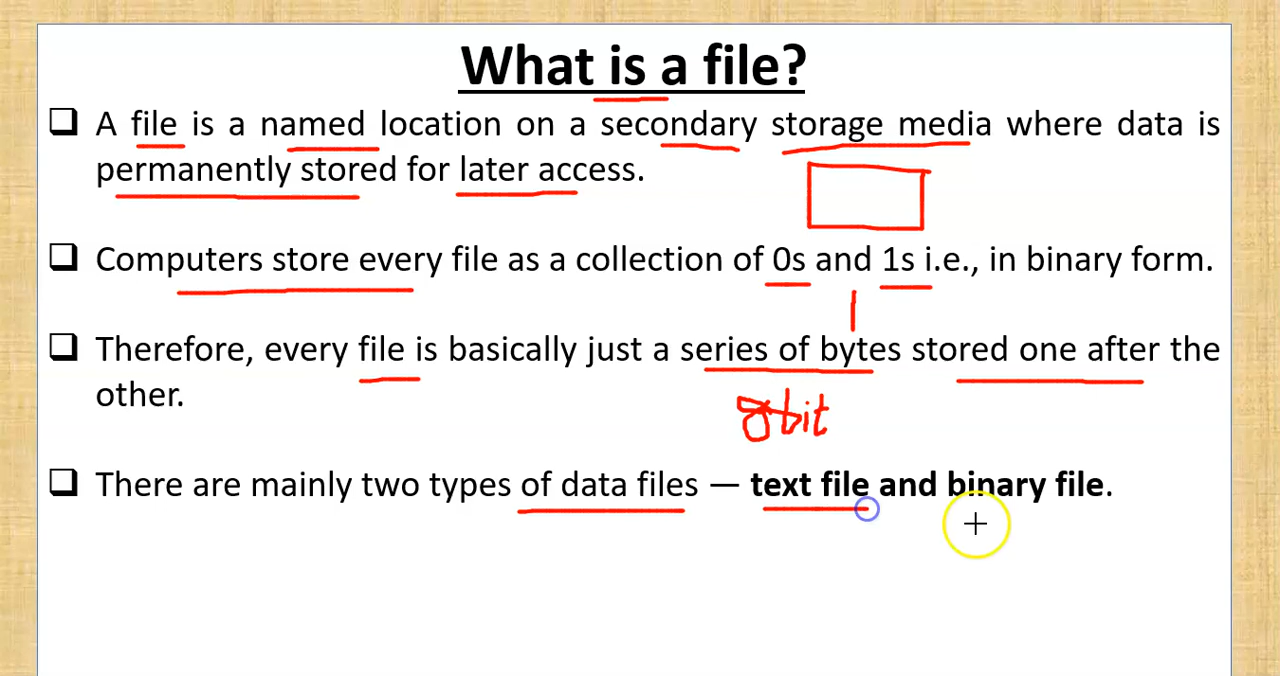 What is a file?
A file is a named location on a secondary storage media where data is
permanently stored for later access.
Computers store every file as a collection of 0s and 1s i.e., in binary form.
Therefore, every file is basically just a series of bytes stored one after the
other.
8bit
There are mainly two types of data files — text file and binary file.